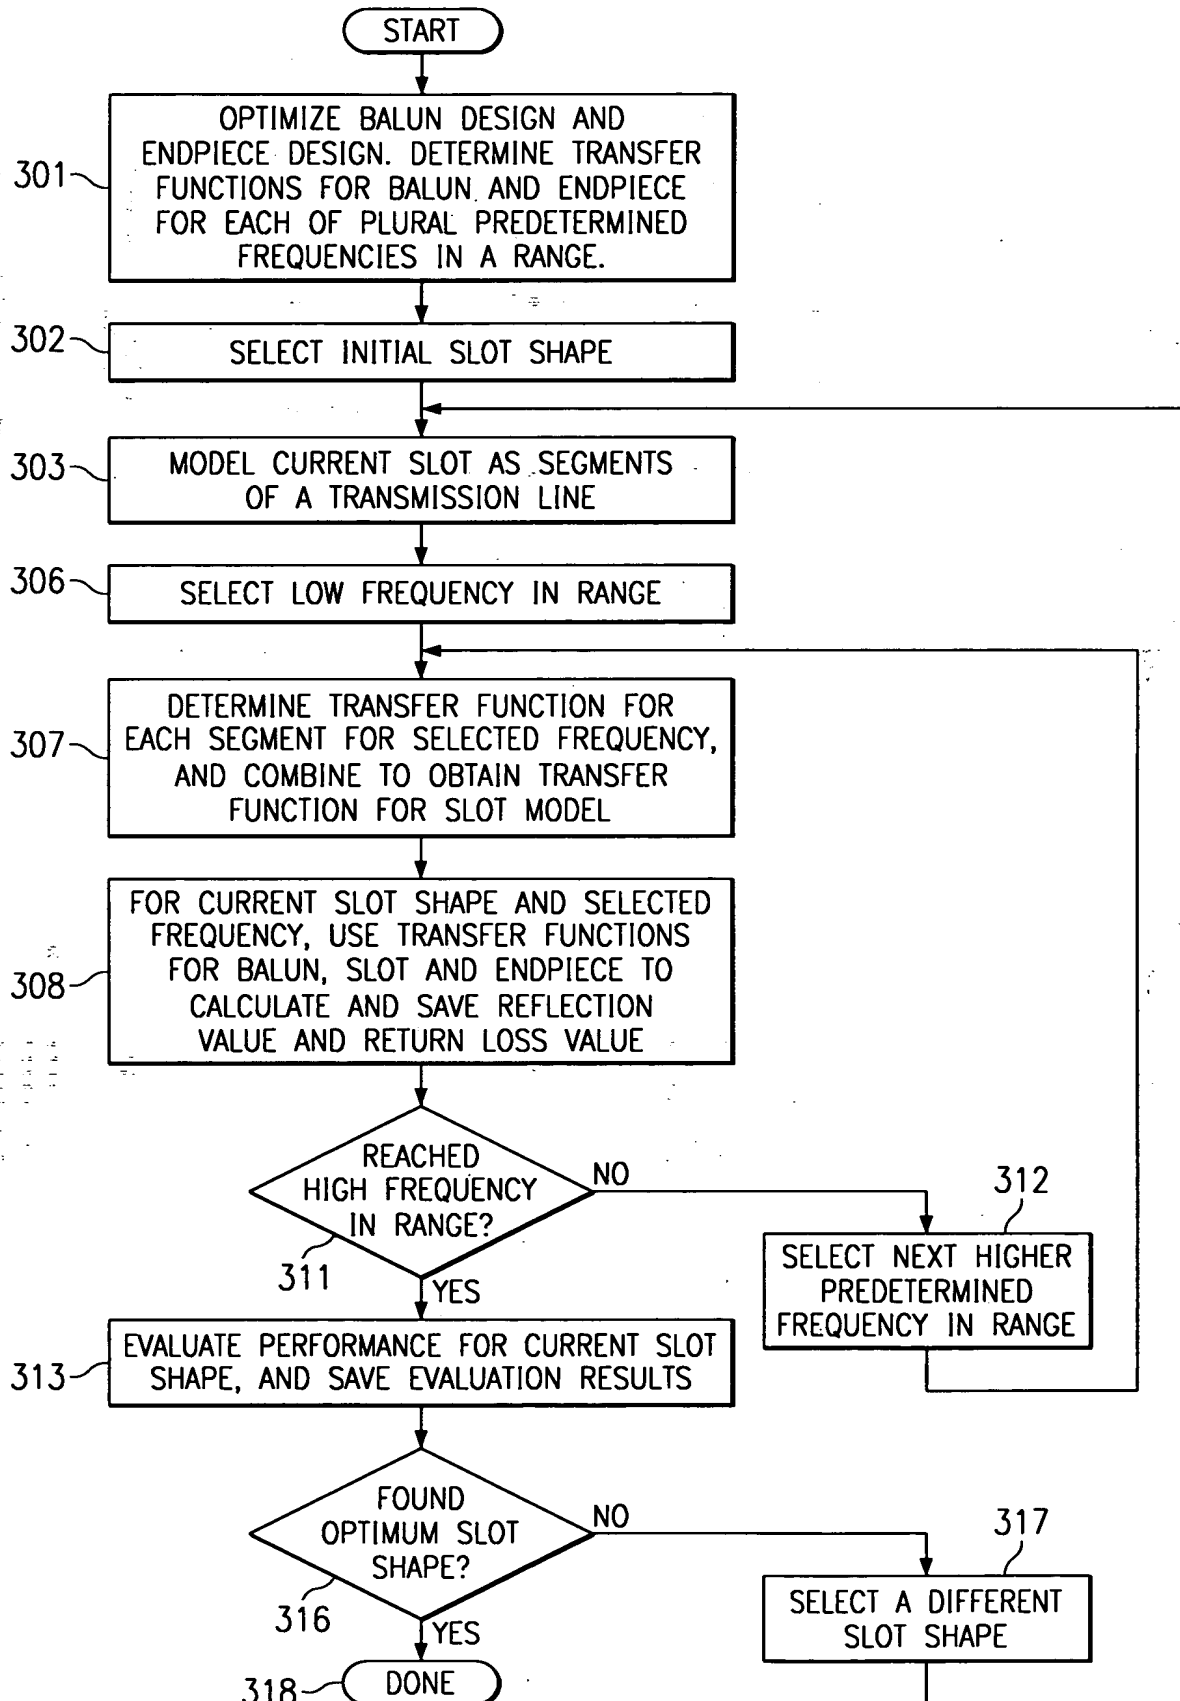 START
301
OPTIMIZE BALUN DESIGN AND
ENDPIECE DESIGN. DETERMINE TRANSFER
FUNCTIONS FOR BALUN AND ENDPIECE
FOR EACH OF PLURAL PREDETERMINED
FREQUENCIES IN A RANGE.
302
SELECT INITIAL SLOT SHAPE
303
MODEL CURRENT SLOT AS SEGMENTS
OF A TRANSMISSION LINE
306
SELECT LOW FREQUENCY IN RANGE
307
DETERMINE TRANSFER FUNCTION FOR
EACH SEGMENT FOR SELECTED FREQUENCY,
AND COMBINE TO OBTAIN TRANSFER
FUNCTION FOR SLOT MODEL
308
FOR CURRENT SLOT SHAPE AND SELECTED
FREQUENCY, USE TRANSFER FUNCTIONS
FOR BALUN, SLOT AND ENDPIECE TO
CALCULATE AND SAVE REFLECTION
VALUE AND RETURN LOSS VALUE
REACHED
HIGH FREQUENCY
IN RANGE?
311
NO
YES
312
SELECT NEXT HIGHER
PREDETERMINED
FREQUENCY IN RANGE
313
EVALUATE PERFORMANCE FOR CURRENT SLOT
SHAPE, AND SAVE EVALUATION RESULTS
FOUND
OPTIMUM SLOT
SHAPE?
316
NO
YES
317
SELECT A DIFFERENT
SLOT SHAPE
318
DONE